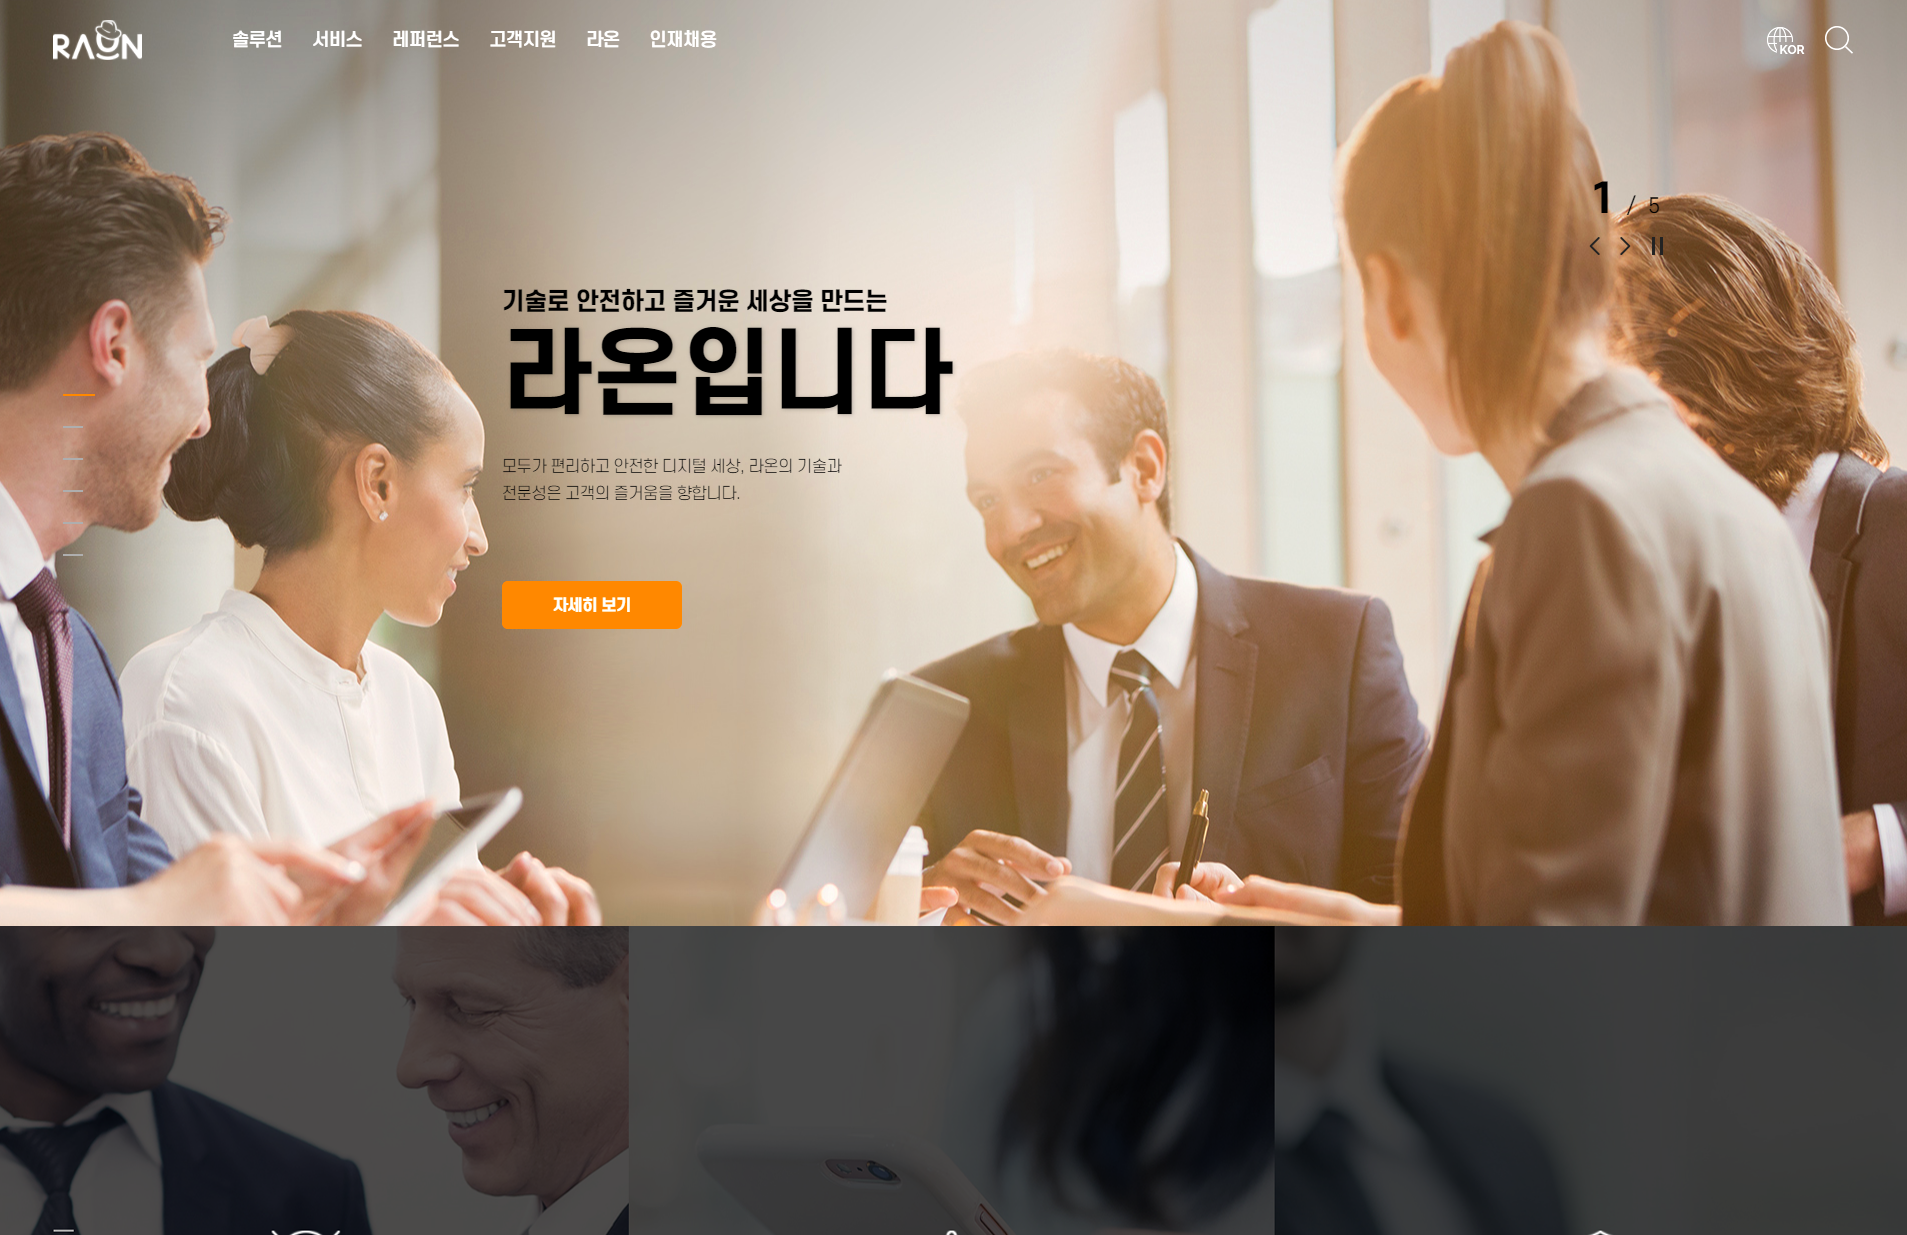 RAON
솔루션 서비스 레퍼런스 고객지원 라온 인재채용
KOR
1 / 5
기술로 안전하고 즐거운 세상을 만드는
라온입니다
모두가 편리하고 안전한 디지털 세상, 라온의 기술과
전문성은 고객의 즐거움을 향합니다.
자세히 보기